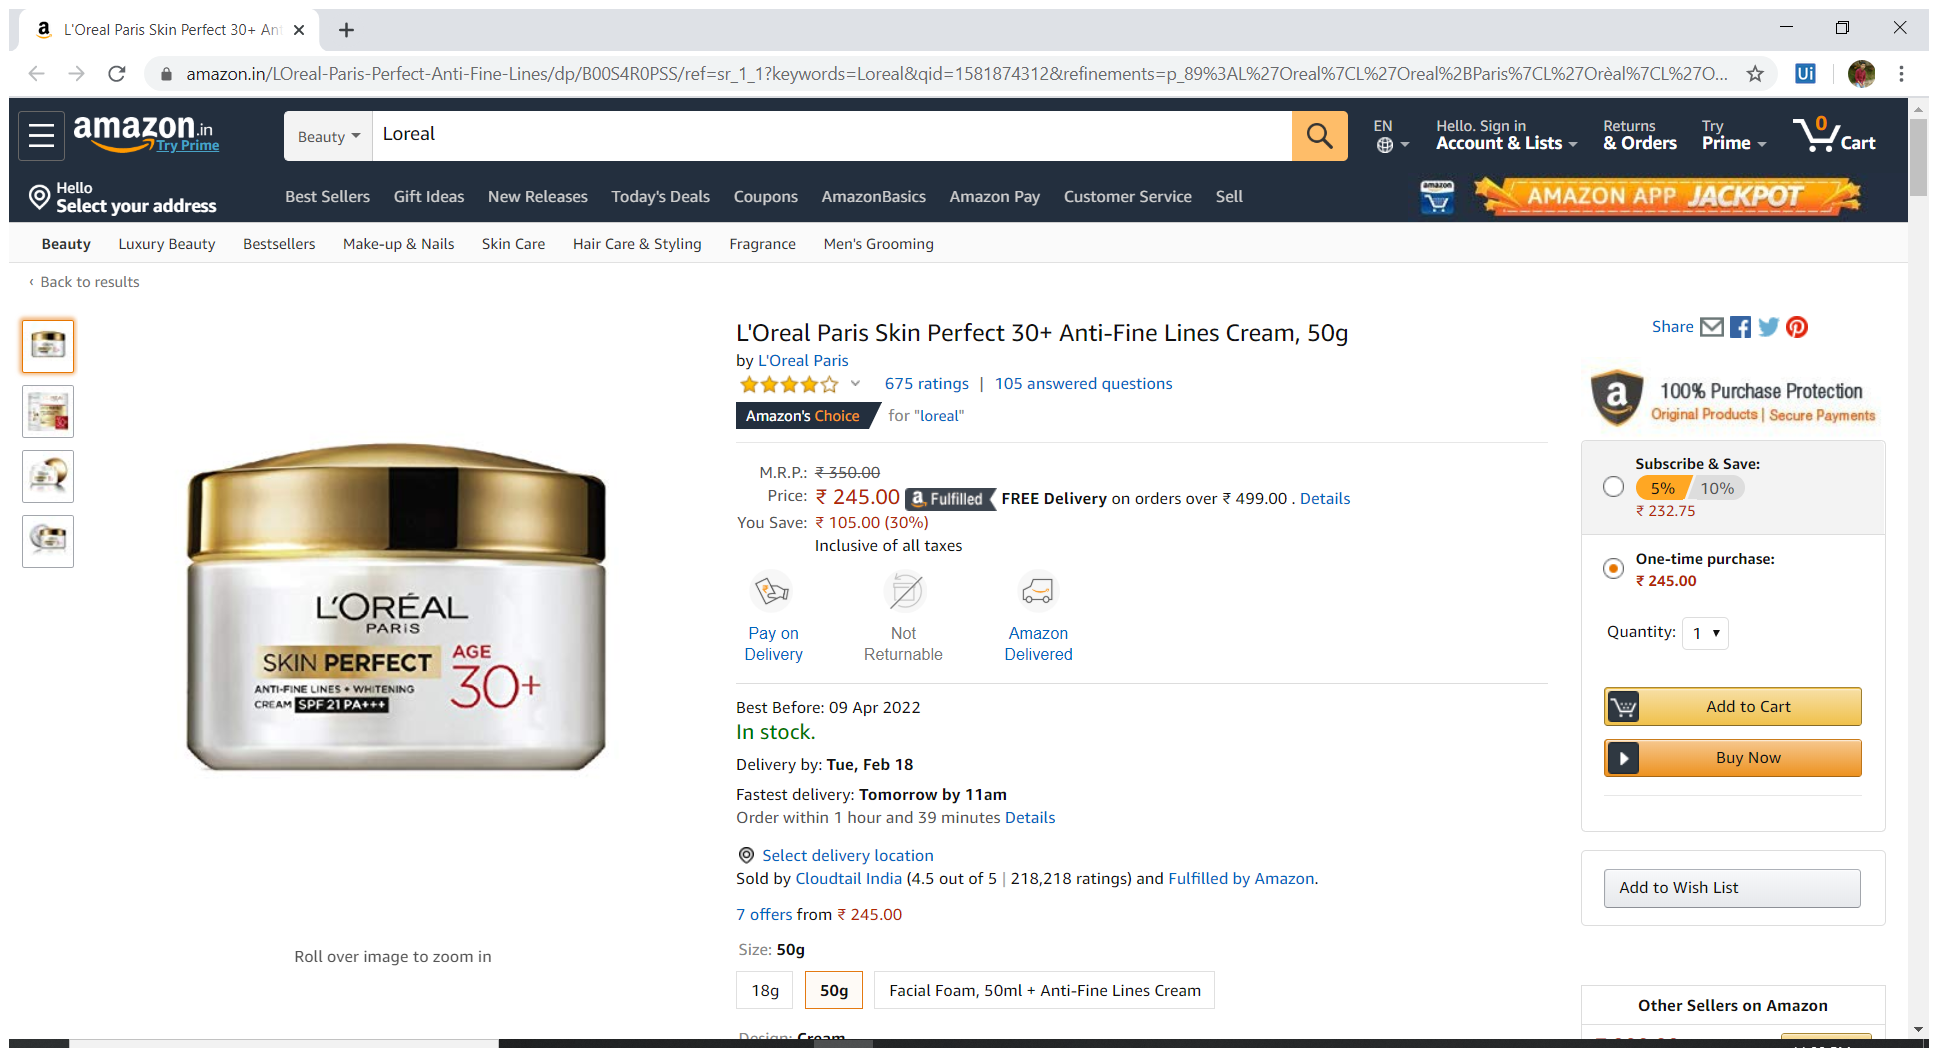 L'Oreal Paris Skin Perfect 30+ Ant
amazon.in/LOreal-Paris-Perfect-Anti-Fine-Lines/dp/B00S4R0PSS/ref=sr_1_1?keywords=Loreal&qid=1581874312&refinements=p_89%3AL%27Oreal%7CL%27Oreal%2BParis%7CL%27Orèal%7CL%27O...
Ui
amazon.in
Try Prime
Beauty
Loreal
EN
Hello. Sign in
Account & Lists
Returns
& Orders
Try
Prime
0
Cart
Hello
Select your address
Best Sellers Gift Ideas New Releases Today's Deals Coupons AmazonBasics Amazon Pay Customer Service Sell
amazon
AMAZON APP JACKPOT
Beauty Luxury Beauty Bestsellers Make-up & Nails Skin Care Hair Care & Styling Fragrance Men's Grooming
‹ Back to results
L'ORÉAL
PARIS
SKIN PERFECT
AGE
30+
ANTI-FINE LINES + WHITENING
CREAM SPF 21 PA+++
Roll over image to zoom in
L'Oreal Paris Skin Perfect 30+ Anti-Fine Lines Cream, 50g
by L'Oreal Paris
675 ratings | 105 answered questions
Amazon's Choice for "loreal"
M.R.P.: ₹ 350.00
Price: ₹ 245.00 a Fulfilled FREE Delivery on orders over ₹ 499.00 . Details
You Save: ₹ 105.00 (30%)
Inclusive of all taxes
Pay on
Delivery
Not
Returnable
Amazon
Delivered
Best Before: 09 Apr 2022
In stock.
Delivery by: Tue, Feb 18
Fastest delivery: Tomorrow by 11am
Order within 1 hour and 39 minutes Details
Select delivery location
Sold by Cloudtail India (4.5 out of 5 | 218,218 ratings) and Fulfilled by Amazon.
7 offers from ₹ 245.00
Size: 50g
18g 50g Facial Foam, 50ml + Anti-Fine Lines Cream
Design: Cream
Share
100% Purchase Protection
Original Products | Secure Payments
Subscribe & Save:
5% 10%
₹ 232.75
One-time purchase:
₹ 245.00
Quantity: 1
Add to Cart
Buy Now
Add to Wish List
Other Sellers on Amazon